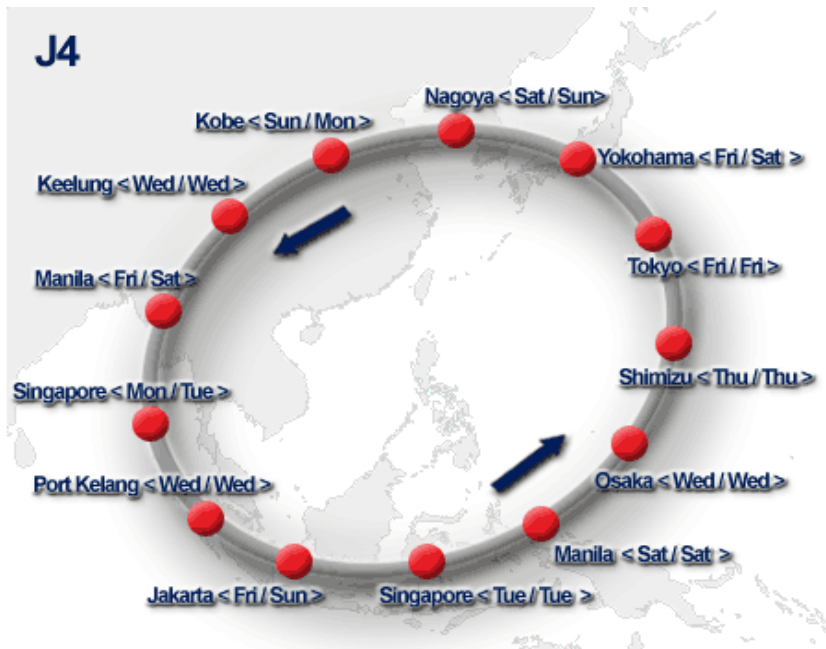 J4
Nagoya < Sat / Sun>
Kobe < Sun / Mon >
Yokohama < Fri / Sat >
Keelung < Wed / Wed >
Tokyo < Fri / Fri >
Manila < Fri / Sat >
Shimizu < Thu / Thu >
Singapore < Mon / Tue >
Osaka < Wed / Wed >
Port Kelang < Wed / Wed >
Manila < Sat / Sat >
Jakarta < Fri / Sun >
Singapore < Tue / Tue >